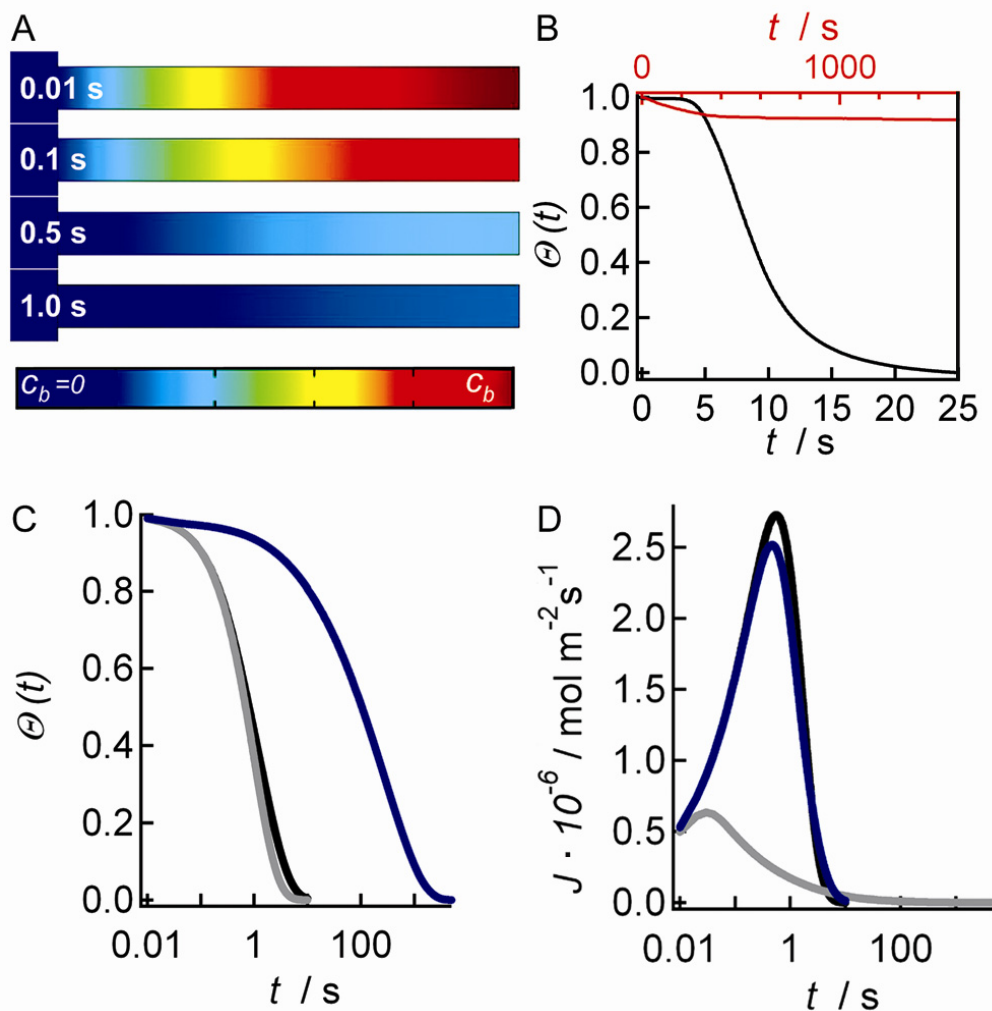 A
0.01 s
0.1 s
0.5 s
1.0 s
c_b=0 c_b
B
t / s
0 1000
1.0
0.8
0.6
0.4
0.2
0.0
Θ(t)
0 5 10 15 20 25
t / s
C
1.0
0.8
0.6
0.4
0.2
0.0
Θ(t)
0.01 1 100
t / s
D
2.5
2.0
1.5
1.0
0.5
0.0
J · 10⁻⁶ / mol m⁻² s⁻¹
0.01 1 100
t / s